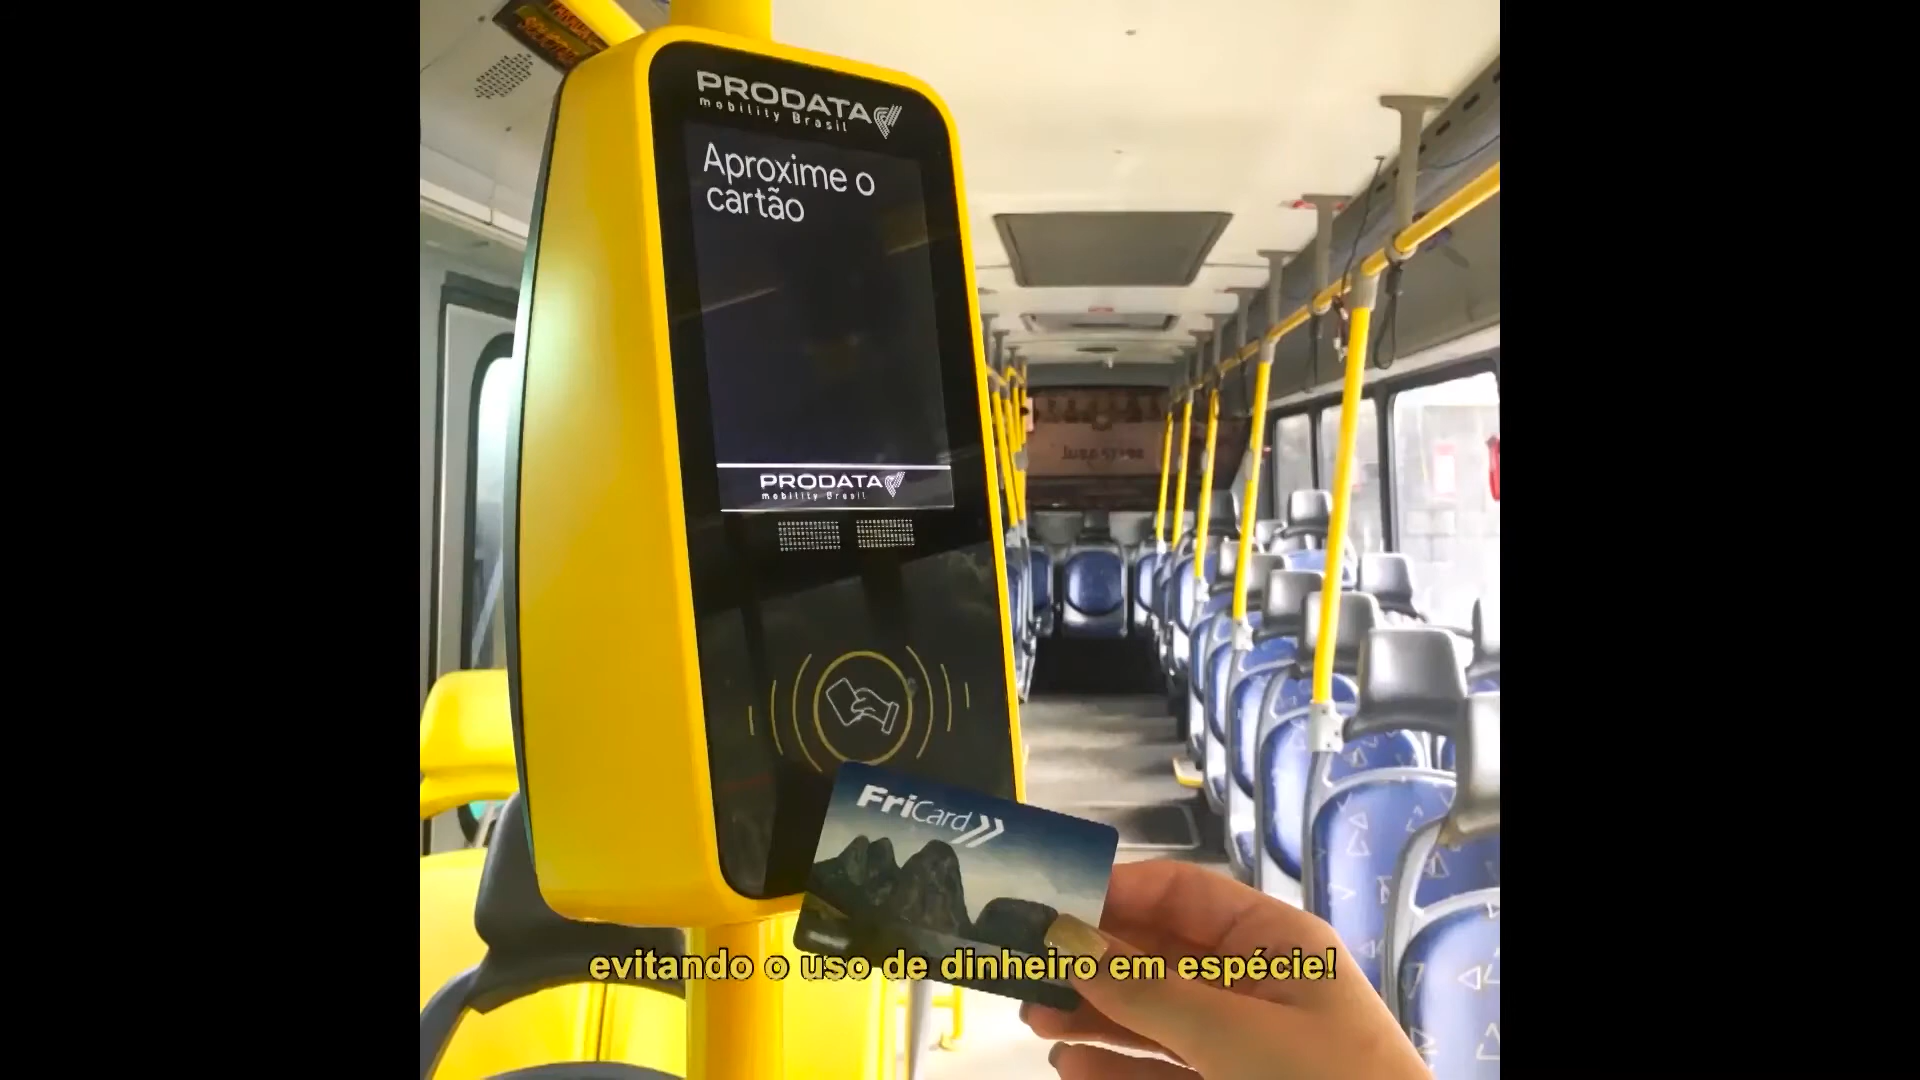 PRODATA
mobility Brasil
Aproxime o
cartão
PRODATA
mobility Brasil
FriCard
evitando o uso de dinheiro em espécie!